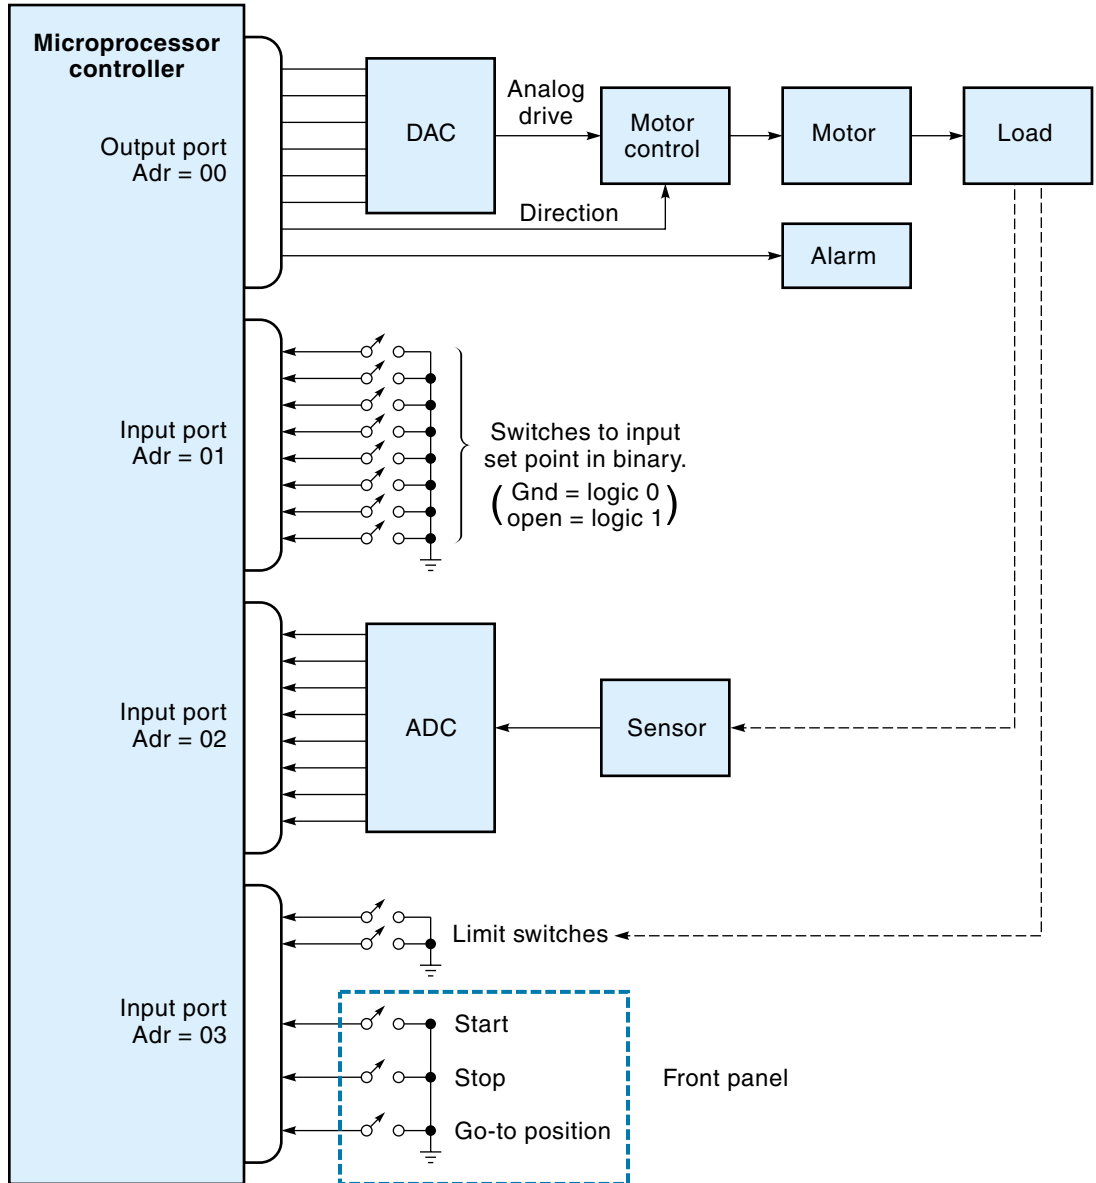 Microprocessor
controller
Output port
Adr = 00
DAC
Analog
drive
Motor
control
Motor
Load
Direction
Alarm
Input port
Adr = 01
Switches to input
set point in binary.
(Gnd = logic 0
open = logic 1)
Input port
Adr = 02
ADC
Sensor
Limit switches
Input port
Adr = 03
Start
Stop
Front panel
Go-to position